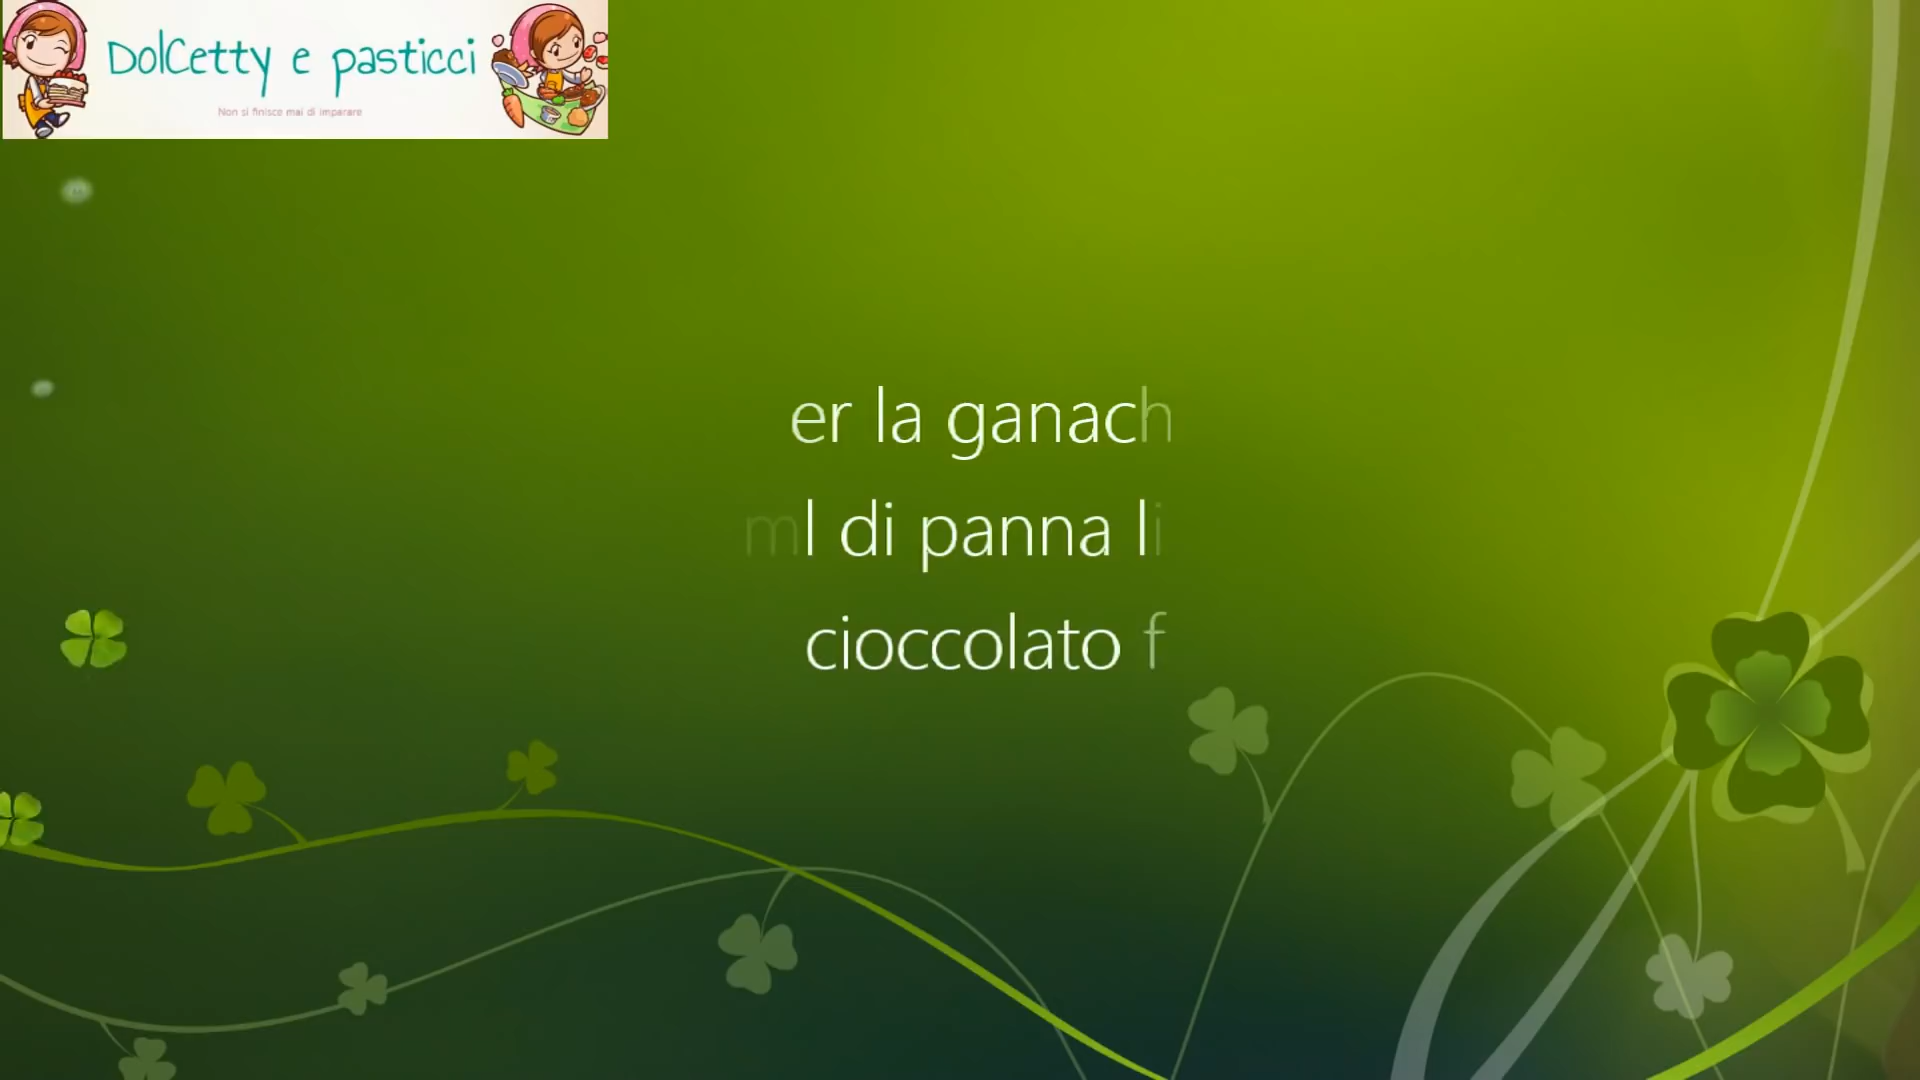 DolCetty e pasticci
Non si finisce mai di imparare
er la ganach
ml di panna li
cioccolato f